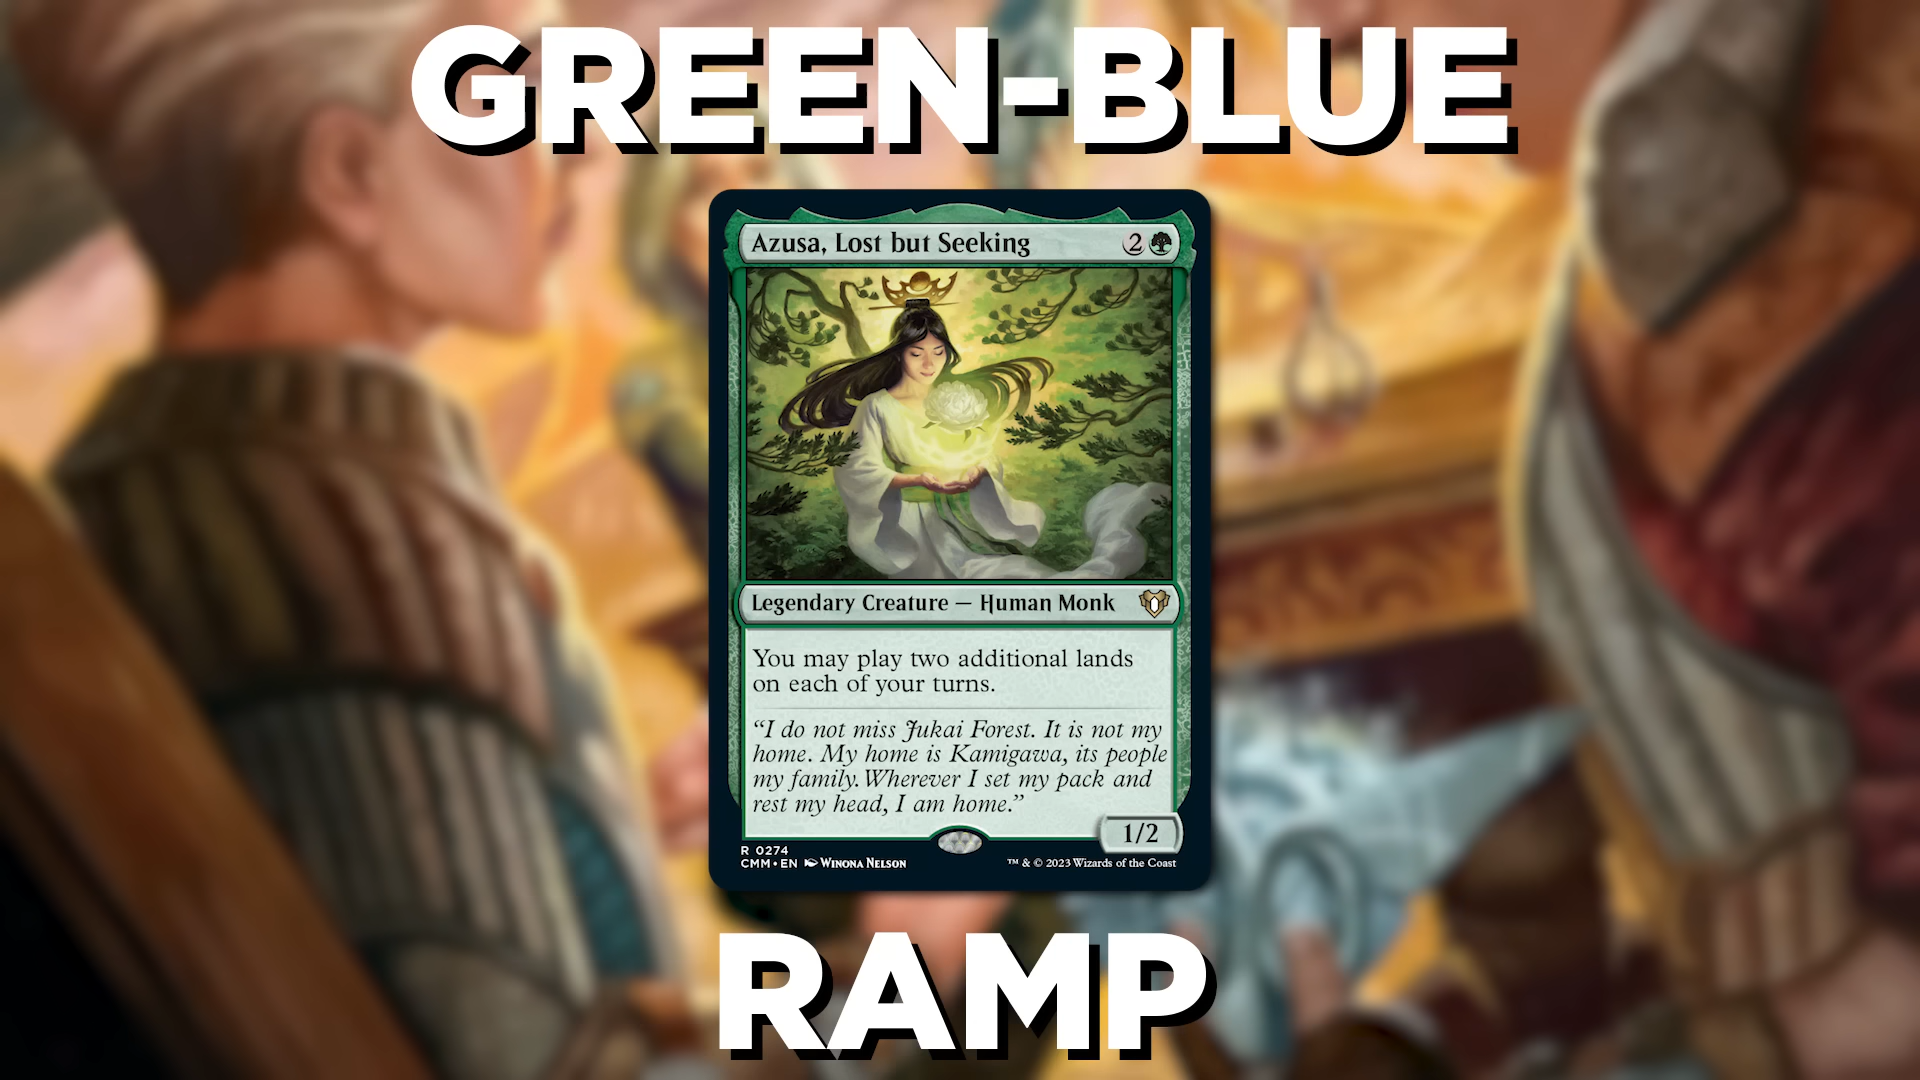 GREEN-BLUE
Azusa, Lost but Seeking 2
Legendary Creature — Human Monk
You may play two additional lands
on each of your turns.
“I do not miss Jukai Forest. It is not my
home. My home is Kamigawa, its people
my family. Wherever I set my pack and
rest my head, I am home.”
1/2
R 0274
CMM • EN Winona Nelson
™ & © 2023 Wizards of the Coast
RAMP